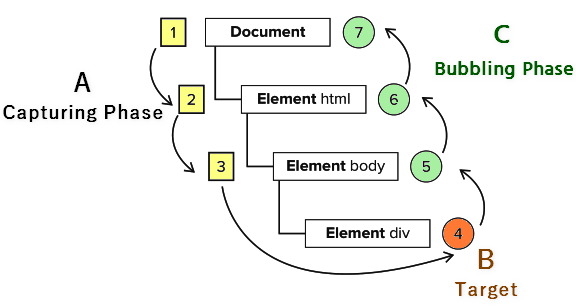 1 Document 7
C
Bubbling Phase
A
Capturing Phase
2 Element html 6
3 Element body 5
Element div 4
B
Target